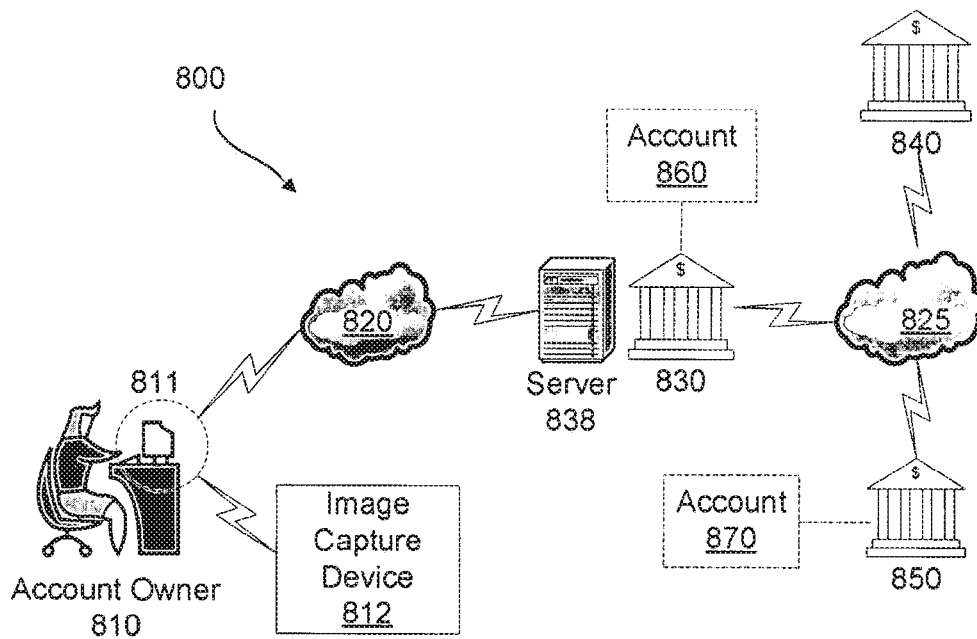 $
840
800
Account
860
$
820
825
Server
838
830
811
Image
Capture
Device
812
Account
870
$
850
Account Owner
810